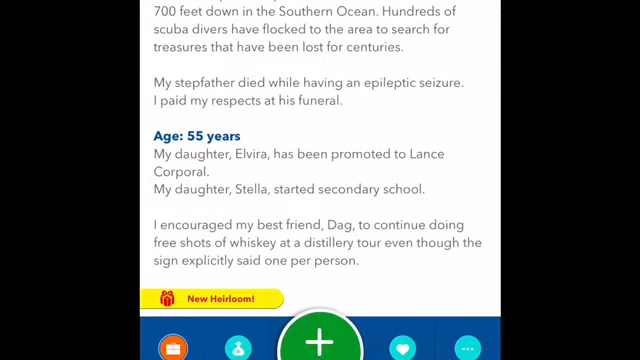 700 feet down in the Southern Ocean. Hundreds of
scuba divers have flocked to the area to search for
treasures that have been lost for centuries.
My stepfather died while having an epileptic seizure.
I paid my respects at his funeral.
Age: 55 years
My daughter, Elvira, has been promoted to Lance
Corporal.
My daughter, Stella, started secondary school.
I encouraged my best friend, Dag, to continue doing
free shots of whiskey at a distillery tour even though the
sign explicitly said one per person.
New Heirloom!